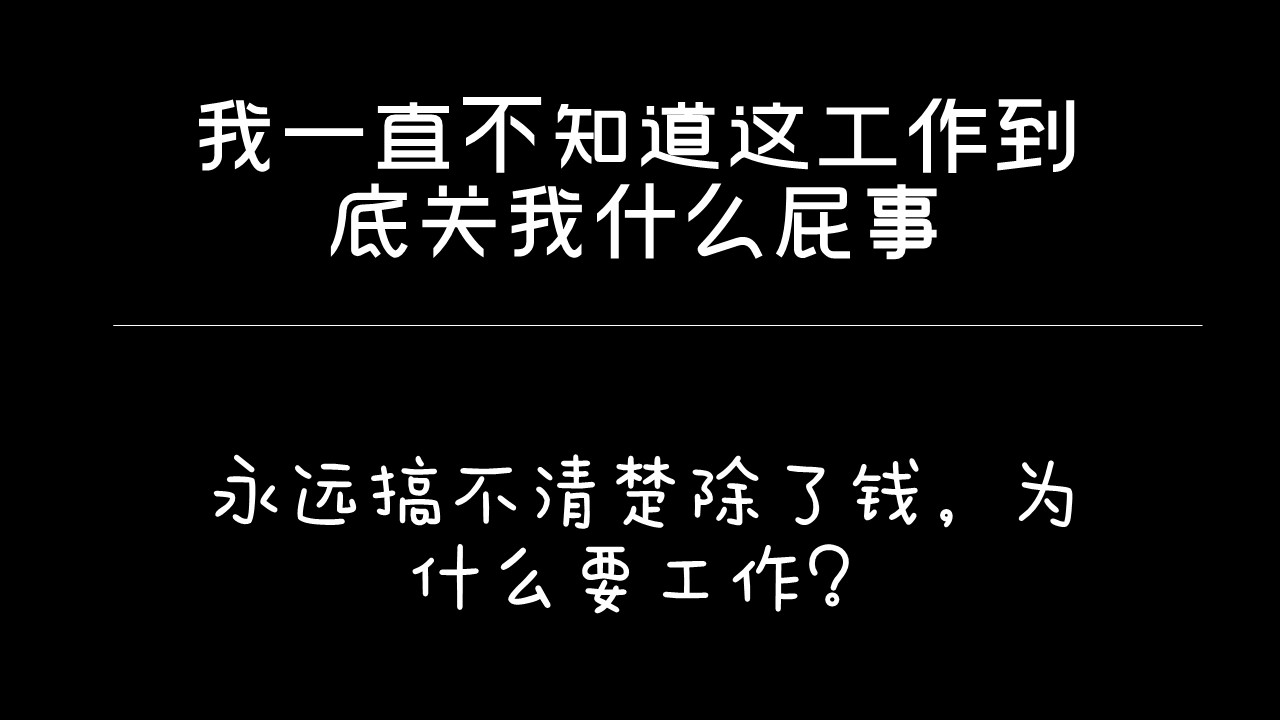 我一直不知道这工作到
底关我什么屁事
永远搞不清楚除了钱，为
什么要工作？